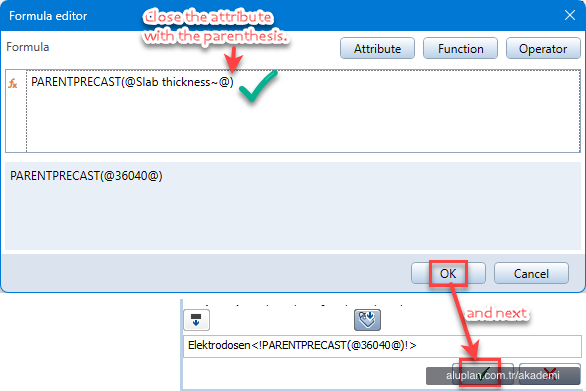 Formula editor
Close the attribute
with the parenthesis.
Formula
Attribute
Function
Operator
fx
PARENTPRECAST(@Slab thickness~@)
PARENTPRECAST(@36040@)
OK
Cancel
and next
Elektrodosen<!PARENTPRECAST(@36040@)!>
aluplan.com.tr/akademi